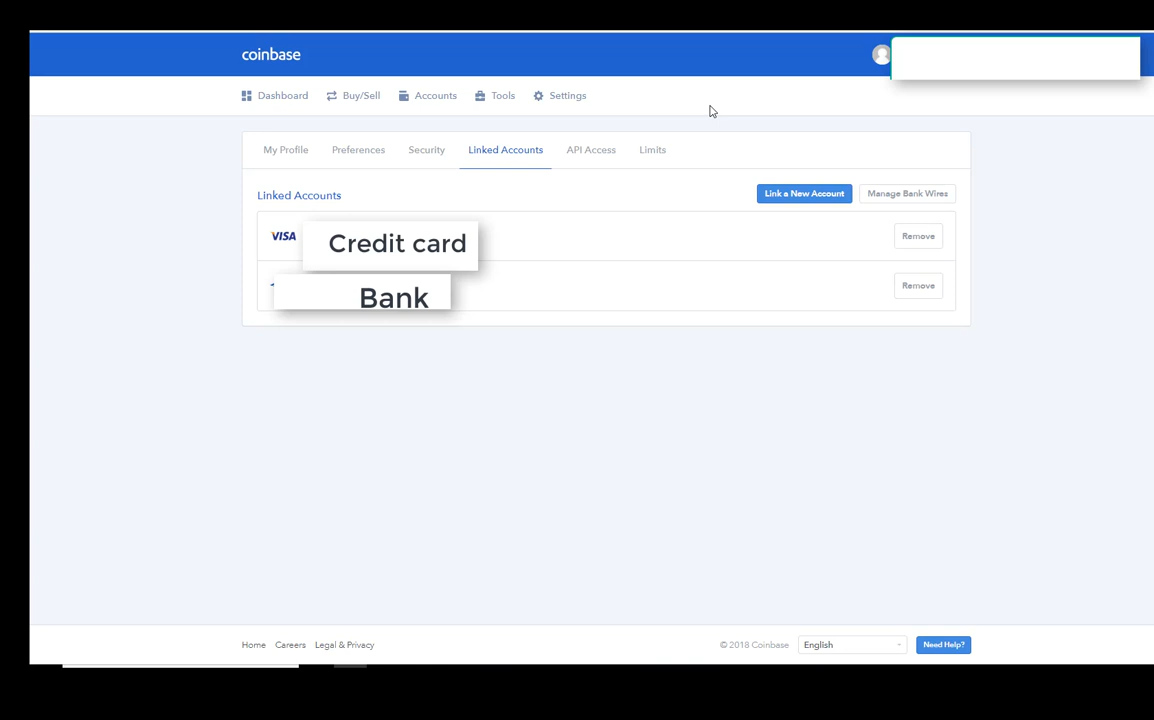 coinbase
Dashboard Buy/Sell Accounts Tools Settings
My Profile Preferences Security Linked Accounts API Access Limits
Linked Accounts Link a New Account Manage Bank Wires
VISA Credit card Remove
Bank Remove
Home Careers Legal & Privacy © 2018 Coinbase English Need Help?